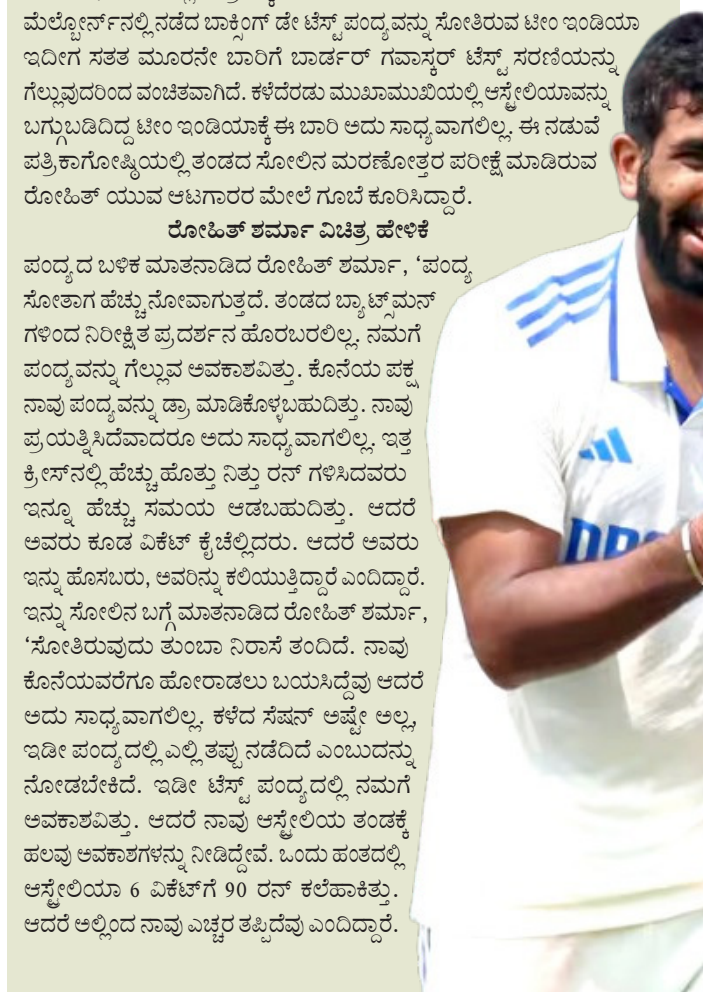 ಮೆಲ್ಬೋರ್ನ್‌ನಲ್ಲಿ ನಡೆದ ಬಾಕ್ಸಿಂಗ್ ಡೇ ಟೆಸ್ಟ್ ಪಂದ್ಯವನ್ನು ಸೋತಿರುವ ಟೀಂ ಇಂಡಿಯಾ
ಇದೀಗ ಸತತ ಮೂರನೇ ಬಾರಿಗೆ ಬಾರ್ಡರ್ ಗವಾಸ್ಕರ್ ಟೆಸ್ಟ್ ಸರಣಿಯನ್ನು
ಗೆಲ್ಲುವುದರಿಂದ ವಂಚಿತವಾಗಿದೆ. ಕಳೆದೆರಡು ಮುಖಾಮುಖಿಯಲ್ಲಿ ಆಸ್ಟ್ರೇಲಿಯಾವನ್ನು
ಬಗ್ಗುಬಡಿದಿದ್ದ ಟೀಂ ಇಂಡಿಯಾಕ್ಕೆ ಈ ಬಾರಿ ಅದು ಸಾಧ್ಯವಾಗಲಿಲ್ಲ. ಈ ನಡುವೆ
ಪತ್ರಿಕಾಗೋಷ್ಠಿಯಲ್ಲಿ ತಂಡದ ಸೋಲಿನ ಮರಣೋತ್ತರ ಪರೀಕ್ಷೆ ಮಾಡಿರುವ
ರೋಹಿತ್ ಯುವ ಆಟಗಾರರ ಮೇಲೆ ಗೂಬೆ ಕೂರಿಸಿದ್ದಾರೆ.
ರೋಹಿತ್ ಶರ್ಮಾ ವಿಚಿತ್ರ ಹೇಳಿಕೆ
ಪಂದ್ಯದ ಬಳಿಕ ಮಾತನಾಡಿದ ರೋಹಿತ್ ಶರ್ಮಾ, ‘ಪಂದ್ಯ
ಸೋತಾಗ ಹೆಚ್ಚು ನೋವಾಗುತ್ತದೆ. ತಂಡದ ಬ್ಯಾಟ್ಸ್‌ಮನ್
ಗಳಿಂದ ನಿರೀಕ್ಷಿತ ಪ್ರದರ್ಶನ ಹೊರಬರಲಿಲ್ಲ. ನಮಗೆ
ಪಂದ್ಯವನ್ನು ಗೆಲ್ಲುವ ಅವಕಾಶವಿತ್ತು. ಕೊನೆಯ ಪಕ್ಷ
ನಾವು ಪಂದ್ಯವನ್ನು ಡ್ರಾ ಮಾಡಿಕೊಳ್ಳಬಹುದಿತ್ತು. ನಾವು
ಪ್ರಯತ್ನಿಸಿದೆವಾದರೂ ಅದು ಸಾಧ್ಯವಾಗಲಿಲ್ಲ. ಇತ್ತ
ಕ್ರೀಸ್‌ನಲ್ಲಿ ಹೆಚ್ಚು ಹೊತ್ತು ನಿತ್ತು ರನ್ ಗಳಿಸಿದವರು
ಇನ್ನೂ ಹೆಚ್ಚು ಸಮಯ ಆಡಬಹುದಿತ್ತು. ಆದರೆ
ಅವರು ಕೂಡ ವಿಕೆಟ್ ಕೈಚೆಲ್ಲಿದರು. ಆದರೆ ಅವರು
ಇನ್ನು ಹೊಸಬರು, ಅವರಿನ್ನು ಕಲಿಯುತ್ತಿದ್ದಾರೆ ಎಂದಿದ್ದಾರೆ.
ಇನ್ನು ಸೋಲಿನ ಬಗ್ಗೆ ಮಾತನಾಡಿದ ರೋಹಿತ್ ಶರ್ಮಾ,
‘ಸೋತಿರುವುದು ತುಂಬಾ ನಿರಾಸೆ ತಂದಿದೆ. ನಾವು
ಕೊನೆಯವರೆಗೂ ಹೋರಾಡಲು ಬಯಸಿದ್ದೆವು ಆದರೆ
ಅದು ಸಾಧ್ಯವಾಗಲಿಲ್ಲ. ಕಳೆದ ಸೆಷನ್ ಅಷ್ಟೇ ಅಲ್ಲ,
ಇಡೀ ಪಂದ್ಯದಲ್ಲಿ ಎಲ್ಲಿ ತಪ್ಪು ನಡೆದಿದೆ ಎಂಬುದನ್ನು
ನೋಡಬೇಕಿದೆ. ಇಡೀ ಟೆಸ್ಟ್ ಪಂದ್ಯದಲ್ಲಿ ನಮಗೆ
ಅವಕಾಶವಿತ್ತು. ಆದರೆ ನಾವು ಆಸ್ಟ್ರೇಲಿಯ ತಂಡಕ್ಕೆ
ಹಲವು ಅವಕಾಶಗಳನ್ನು ನೀಡಿದ್ದೇವೆ. ಒಂದು ಹಂತದಲ್ಲಿ
ಆಸ್ಟ್ರೇಲಿಯಾ 6 ವಿಕೆಟ್‌ಗೆ 90 ರನ್ ಕಲೆಹಾಕಿತ್ತು.
ಆದರೆ ಅಲ್ಲಿಂದ ನಾವು ಎಚ್ಚರ ತಪ್ಪಿದೆವು ಎಂದಿದ್ದಾರೆ.